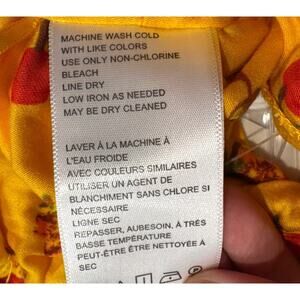 MACHINE WASH COLD
WITH LIKE COLORS
USE ONLY NON-CHLORINE
BLEACH
LINE DRY
LOW IRON AS NEEDED
MAY BE DRY CLEANED
LAVER À LA MACHINE À
L'EAU FROIDE
AVEC COULEURS SIMILAIRES
UTILISER UN AGENT DE
BLANCHIMENT SANS CHLORE SI
NÉCESSAIRE
LIGNE SEC
REPASSER, AUBESOIN, À TRÉS
BASSE TEMPÉRATURE
PEUT-ÊTRE ÊTRE NETTOYÉE À
SEC